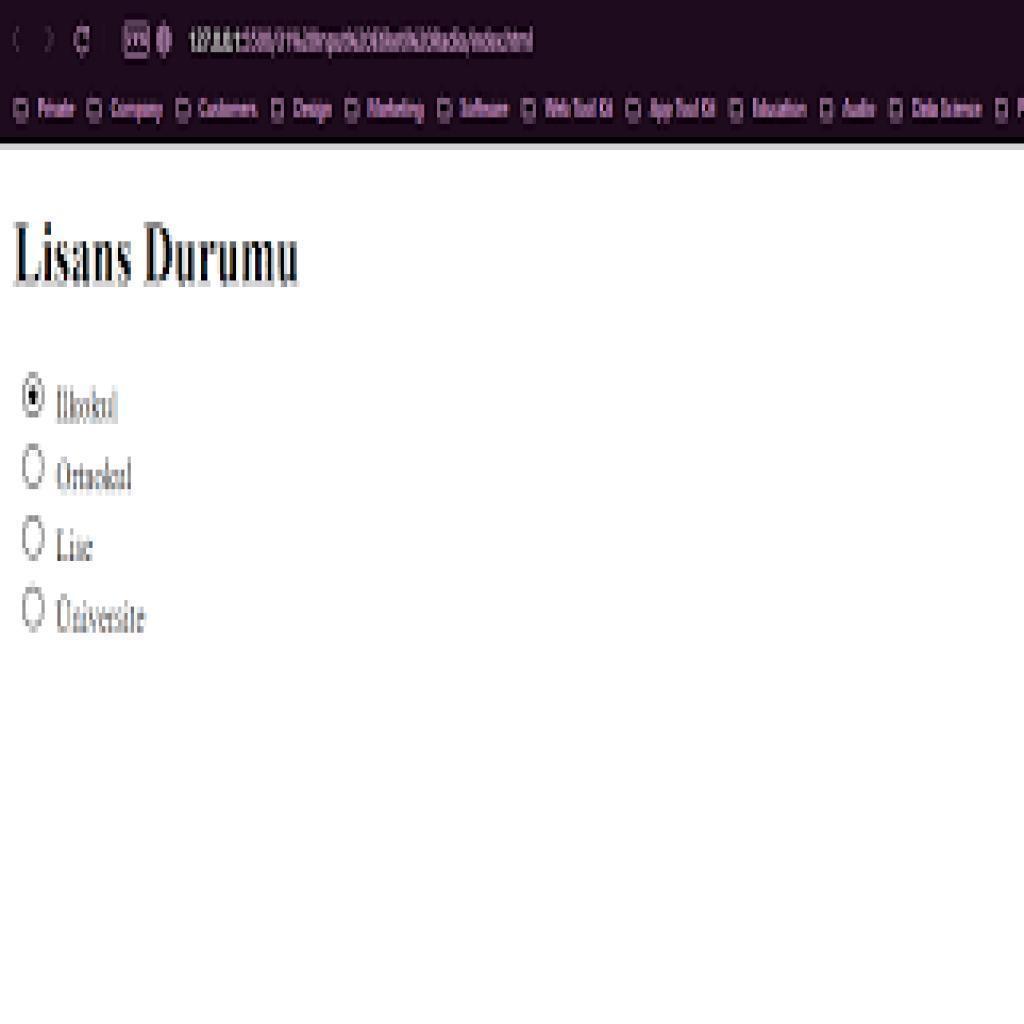 Private Company Customers Design Marketing Software Web Tool Kit App Tool Kit Education Audio Data Science
Lisans Durumu
İlkokul
Ortaokul
Lise
Üniversite